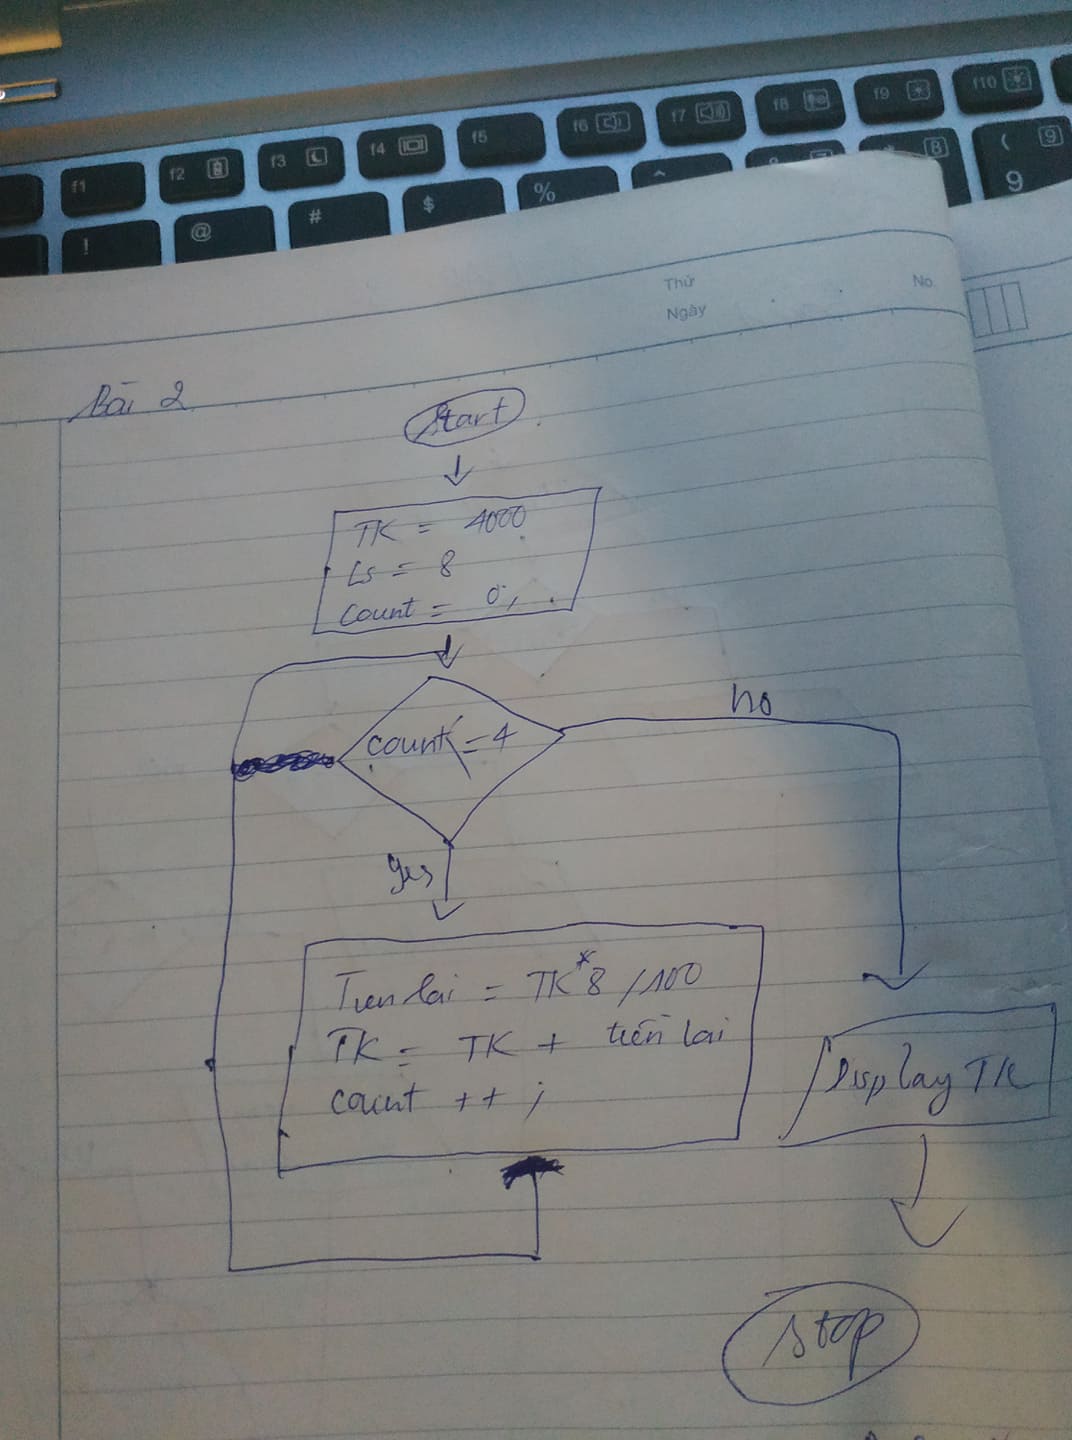 f1 f2 f3 f4 f5 f6 f7 f8 f9 f10
! @ # $ % ^ * 8 ( 9
9
Thứ
Ngày
No.
Bài 2
Start
TK = 4000
Ls = 8
Count = 0;
count <= 4
no
yes
Tien lai = TK * 8 / 100
TK = TK + tiền lai
count ++ ;
Display TK
stop